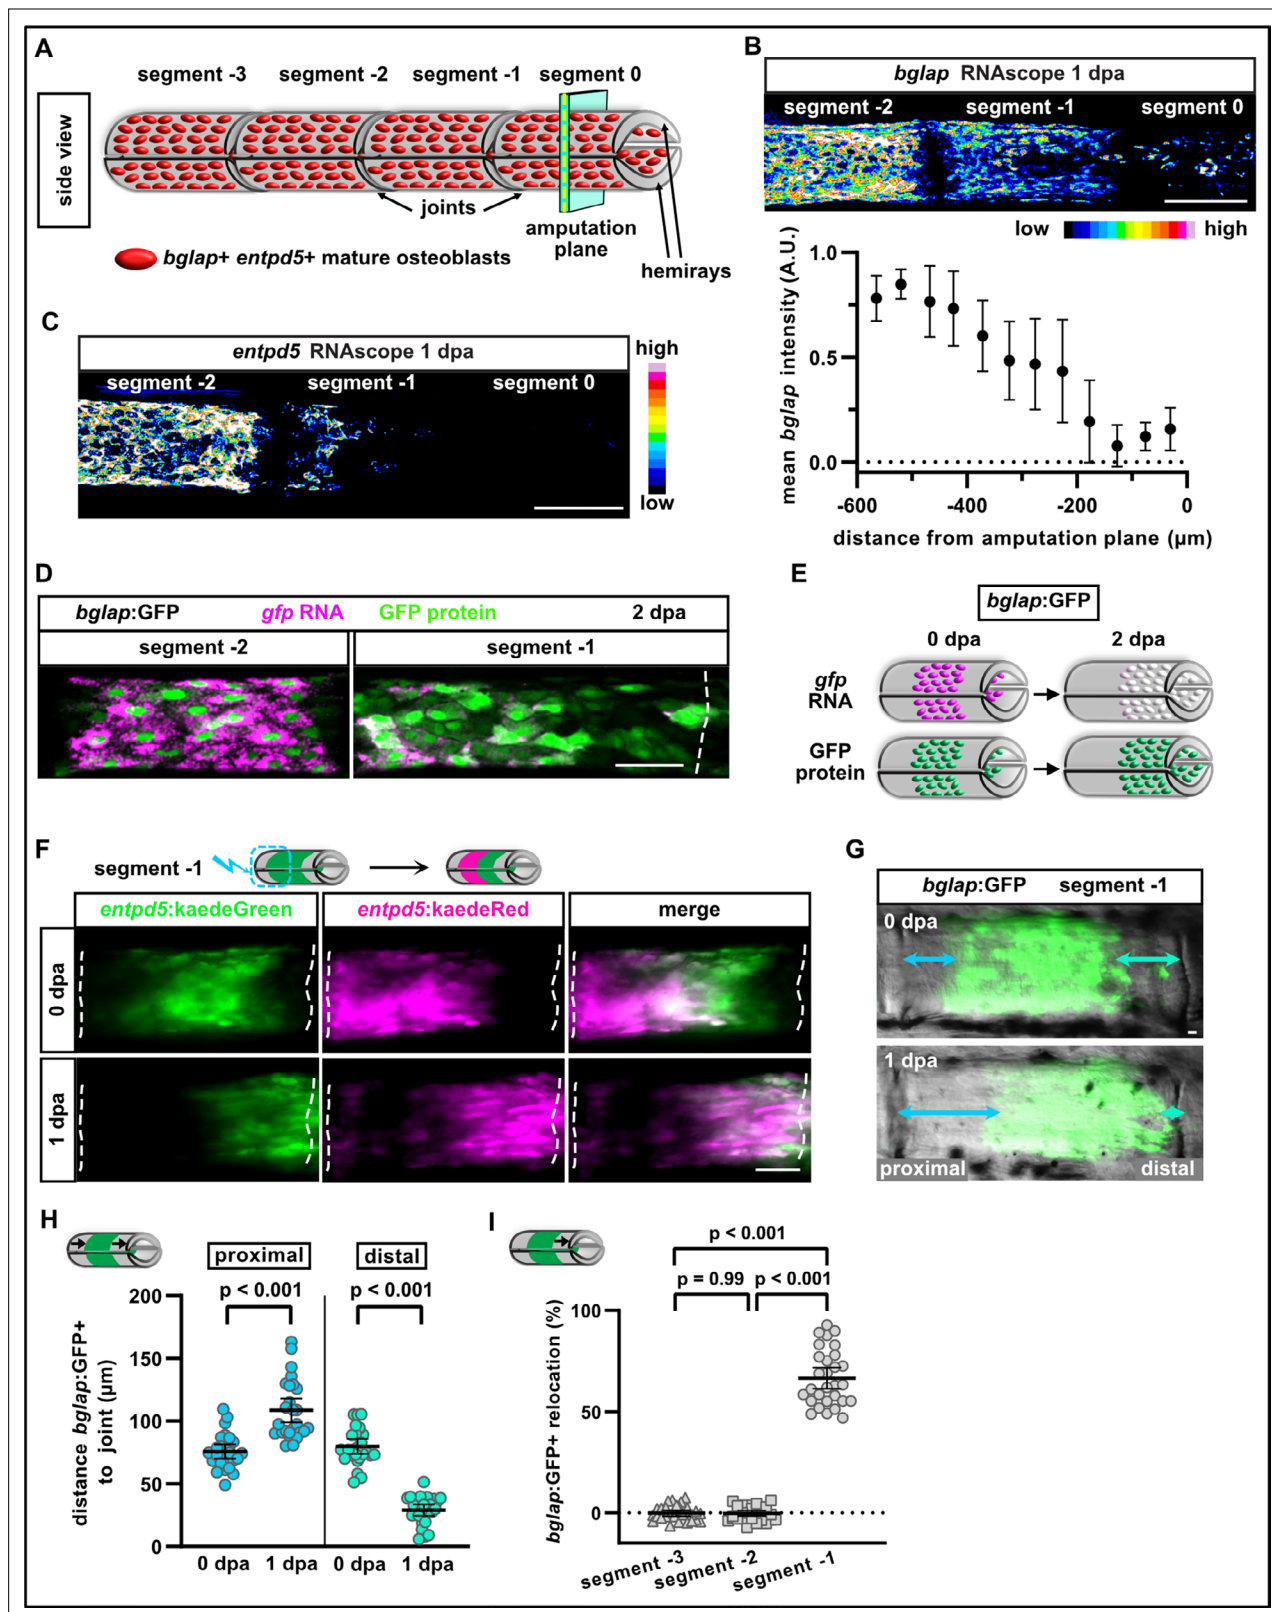 A
segment -3
segment -2
segment -1
segment 0
side view
joints
amputation
plane
hemirays
bglap+ entpd5+ mature osteoblasts
B
bglap RNAscope 1 dpa
segment -2
segment -1
segment 0
low
high
mean bglap intensity (A.U.)
1.0
0.5
0.0
-600
-400
-200
0
distance from amputation plane (µm)
C
entpd5 RNAscope 1 dpa
segment -2
segment -1
segment 0
high
low
D
bglap:GFP
gfp RNA
GFP protein
2 dpa
segment -2
segment -1
E
bglap:GFP
0 dpa
2 dpa
gfp
RNA
GFP
protein
F
segment -1
entpd5:kaedeGreen
entpd5:kaedeRed
merge
0 dpa
1 dpa
G
bglap:GFP
segment -1
0 dpa
1 dpa
proximal
distal
H
proximal
distal
p < 0.001
p < 0.001
distance bglap:GFP+
to joint (µm)
200
150
100
50
0
0 dpa
1 dpa
0 dpa
1 dpa
I
p < 0.001
p = 0.99
p < 0.001
bglap:GFP+ relocation (%)
100
50
0
segment -3
segment -2
segment -1